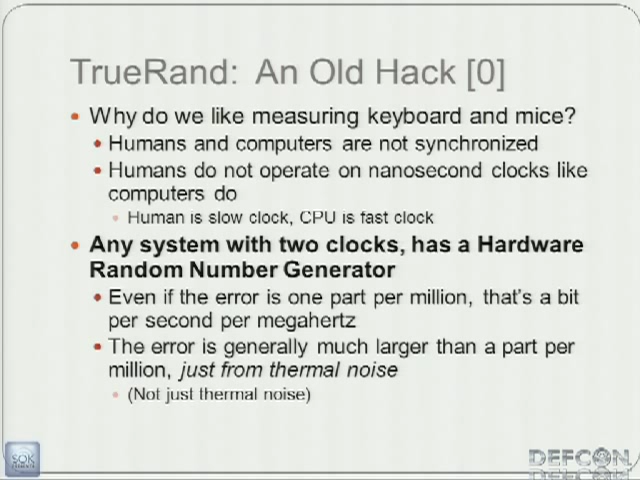 TrueRand: An Old Hack [0]
Why do we like measuring keyboard and mice?
Humans and computers are not synchronized
Humans do not operate on nanosecond clocks like
computers do
Human is slow clock, CPU is fast clock
Any system with two clocks, has a Hardware
Random Number Generator
Even if the error is one part per million, that's a bit
per second per megahertz
The error is generally much larger than a part per
million, just from thermal noise
(Not just thermal noise)
SOK
DEFCON